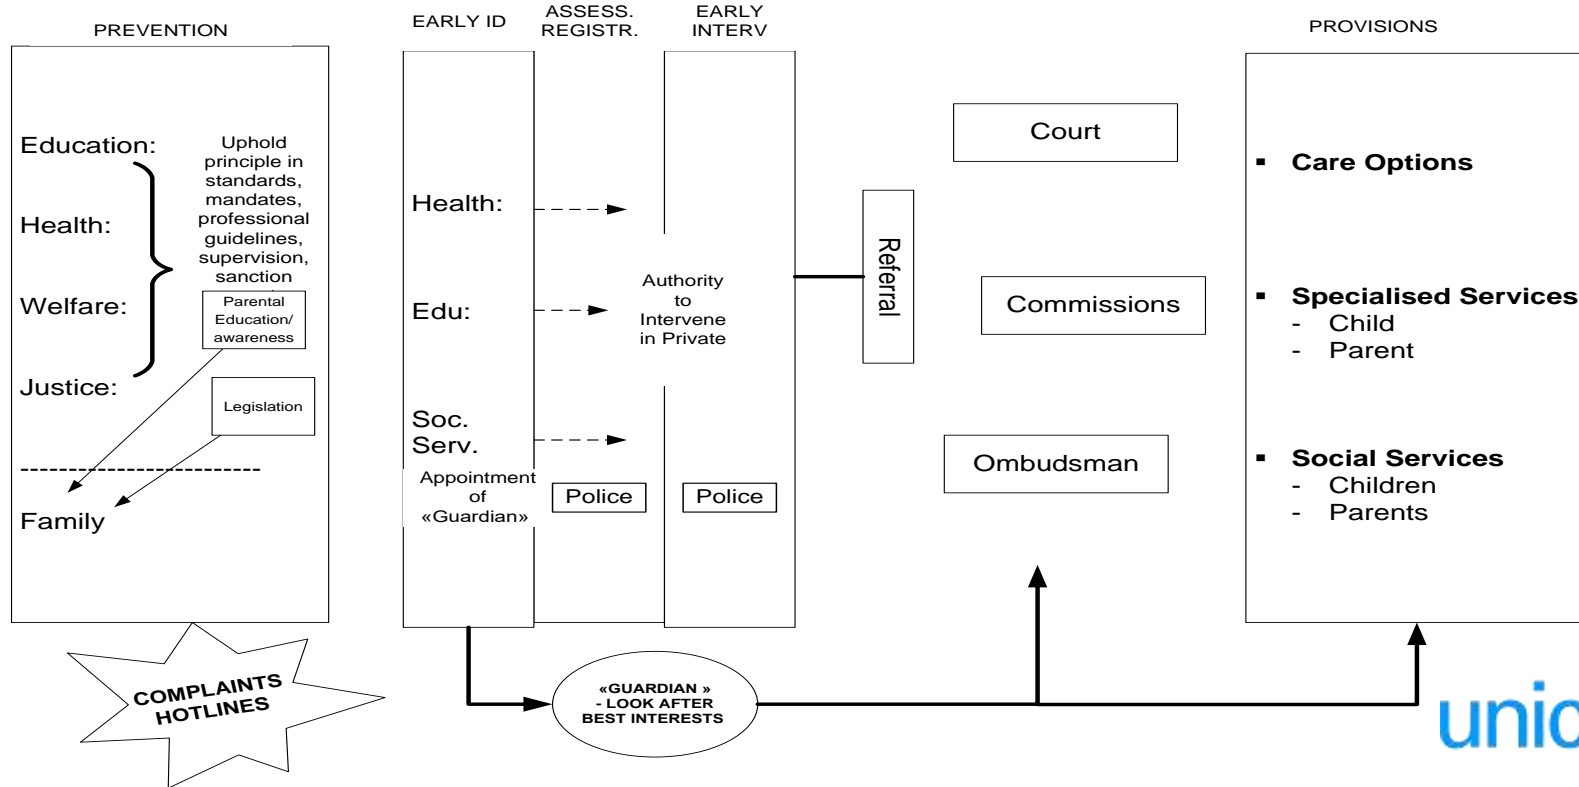 PREVENTION
Education:
Health:
Welfare:
Justice:
Uphold
principle in
standards,
mandates,
professional
guidelines,
supervision,
sanction
Parental
Education/
awareness
Legislation
Family
COMPLAINTS
HOTLINES
EARLY ID
Health:
Edu:
Soc.
Serv.
Appointment
of
«Guardian»
ASSESS.
REGISTR.
Police
EARLY
INTERV
Authority
to
Intervene
in Private
Police
«GUARDIAN »
- LOOK AFTER
BEST INTERESTS
Referral
Court
Commissions
Ombudsman
PROVISIONS
▪ Care Options
▪ Specialised Services
- Child
- Parent
▪ Social Services
- Children
- Parents